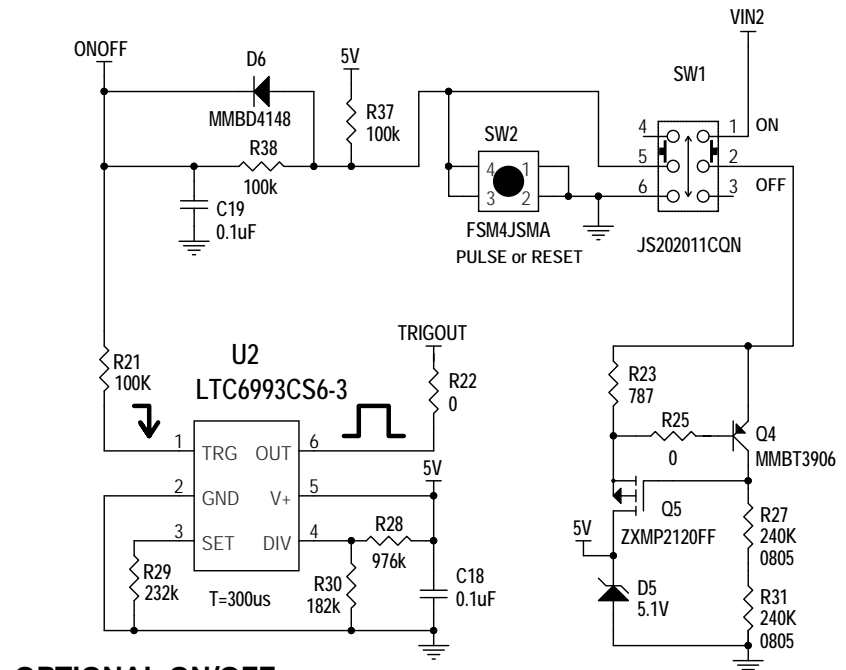 VIN2
ONOFF
D6
MMBD4148
5V
R37
100k
R38
100k
C19
0.1uF
SW2
4
1
3
2
FSM4JSMA
PULSE or RESET
SW1
4
1
ON
5
2
6
3
OFF
JS202011CQN
R21
100K
U2
LTC6993CS6-3
TRIGOUT
R22
0
1
TRG
OUT
6
2
GND
V+
5
3
SET
DIV
4
5V
R28
976k
R29
232k
T=300us
R30
182k
C18
0.1uF
R23
787
R25
0
Q4
MMBT3906
Q5
ZXMP2120FF
5V
D5
5.1V
R27
240K
0805
R31
240K
0805